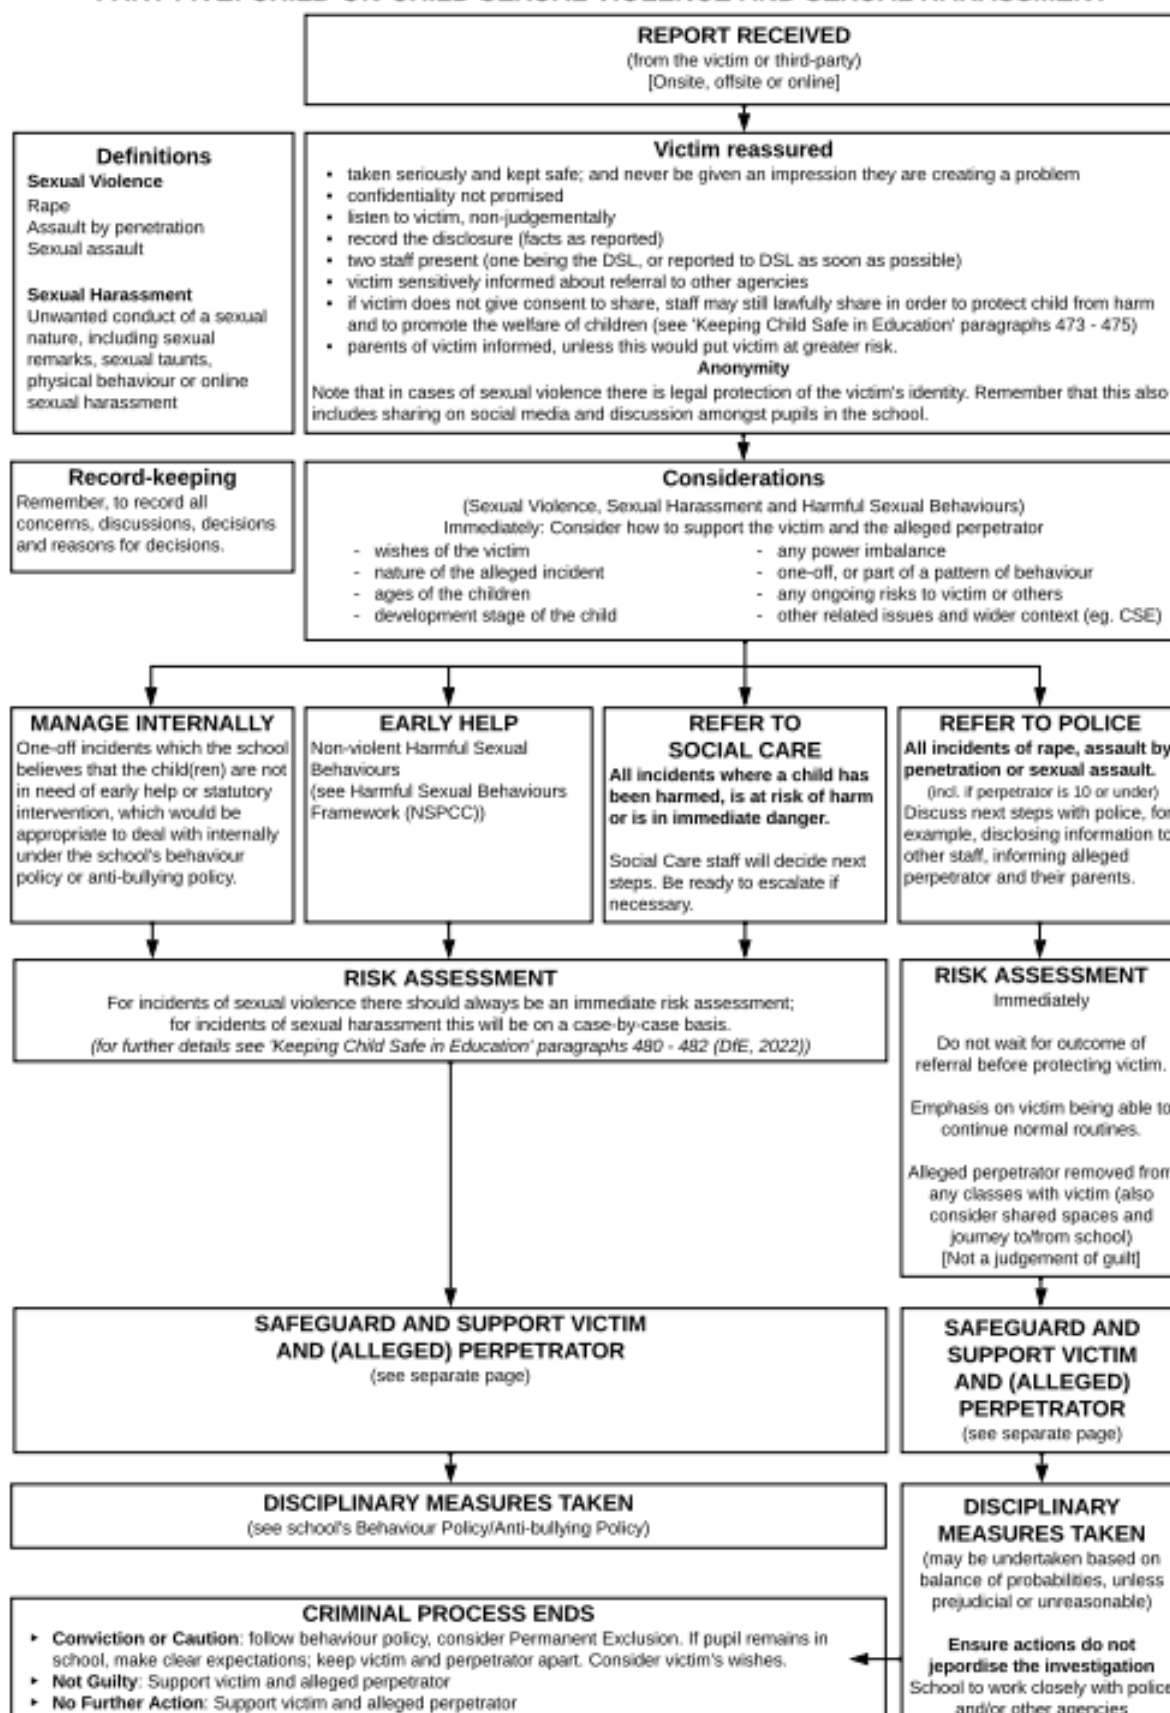 REPORT RECEIVED
(from the victim or third-party)
[Onsite, offsite or online]
Definitions
Sexual Violence
Rape
Assault by penetration
Sexual assault
Sexual Harassment
Unwanted conduct of a sexual
nature, including sexual
remarks, sexual taunts,
physical behaviour or online
sexual harassment
Victim reassured
• taken seriously and kept safe; and never be given an impression they are creating a problem
• confidentiality not promised
• listen to victim, non-judgementally
• record the disclosure (facts as reported)
• two staff present (one being the DSL, or reported to DSL as soon as possible)
• victim sensitively informed about referral to other agencies
• if victim does not give consent to share, staff may still lawfully share in order to protect child from harm
and to promote the welfare of children (see 'Keeping Child Safe in Education' paragraphs 473 - 475)
• parents of victim informed, unless this would put victim at greater risk.
Anonymity
Note that in cases of sexual violence there is legal protection of the victim's identity. Remember that this also
includes sharing on social media and discussion amongst pupils in the school.
Record-keeping
Remember, to record all
concerns, discussions, decisions
and reasons for decisions.
Considerations
(Sexual Violence, Sexual Harassment and Harmful Sexual Behaviours)
Immediately: Consider how to support the victim and the alleged perpetrator
- wishes of the victim
- nature of the alleged incident
- ages of the children
- development stage of the child
- any power imbalance
- one-off, or part of a pattern of behaviour
- any ongoing risks to victim or others
- other related issues and wider context (eg. CSE)
MANAGE INTERNALLY
One-off incidents which the school
believes that the child(ren) are not
in need of early help or statutory
intervention, which would be
appropriate to deal with internally
under the school's behaviour
policy or anti-bullying policy.
EARLY HELP
Non-violent Harmful Sexual
Behaviours
(see Harmful Sexual Behaviours
Framework (NSPCC))
REFER TO
SOCIAL CARE
All incidents where a child has
been harmed, is at risk of harm
or is in immediate danger.
Social Care staff will decide next
steps. Be ready to escalate if
necessary.
REFER TO POLICE
All incidents of rape, assault by
penetration or sexual assault.
(incl. if perpetrator is 10 or under)
Discuss next steps with police, for
example, disclosing information to
other staff, informing alleged
perpetrator and their parents.
RISK ASSESSMENT
For incidents of sexual violence there should always be an immediate risk assessment;
for incidents of sexual harassment this will be on a case-by-case basis.
(for further details see 'Keeping Child Safe in Education' paragraphs 480 - 482 (DfE, 2022))
RISK ASSESSMENT
Immediately
Do not wait for outcome of
referral before protecting victim.
Emphasis on victim being able to
continue normal routines.
Alleged perpetrator removed from
any classes with victim (also
consider shared spaces and
journey to/from school)
[Not a judgement of guilt]
SAFEGUARD AND SUPPORT VICTIM
AND (ALLEGED) PERPETRATOR
(see separate page)
SAFEGUARD AND
SUPPORT VICTIM
AND (ALLEGED)
PERPETRATOR
(see separate page)
DISCIPLINARY MEASURES TAKEN
(see school's Behaviour Policy/Anti-bullying Policy)
DISCIPLINARY
MEASURES TAKEN
(may be undertaken based on
balance of probabilities, unless
prejudicial or unreasonable)
Ensure actions do not
jepordise the investigation
School to work closely with police
and/or other agencies
CRIMINAL PROCESS ENDS
‣ Conviction or Caution: follow behaviour policy, consider Permanent Exclusion. If pupil remains in
school, make clear expectations; keep victim and perpetrator apart. Consider victim's wishes.
‣ Not Guilty: Support victim and alleged perpetrator
‣ No Further Action: Support victim and alleged perpetrator